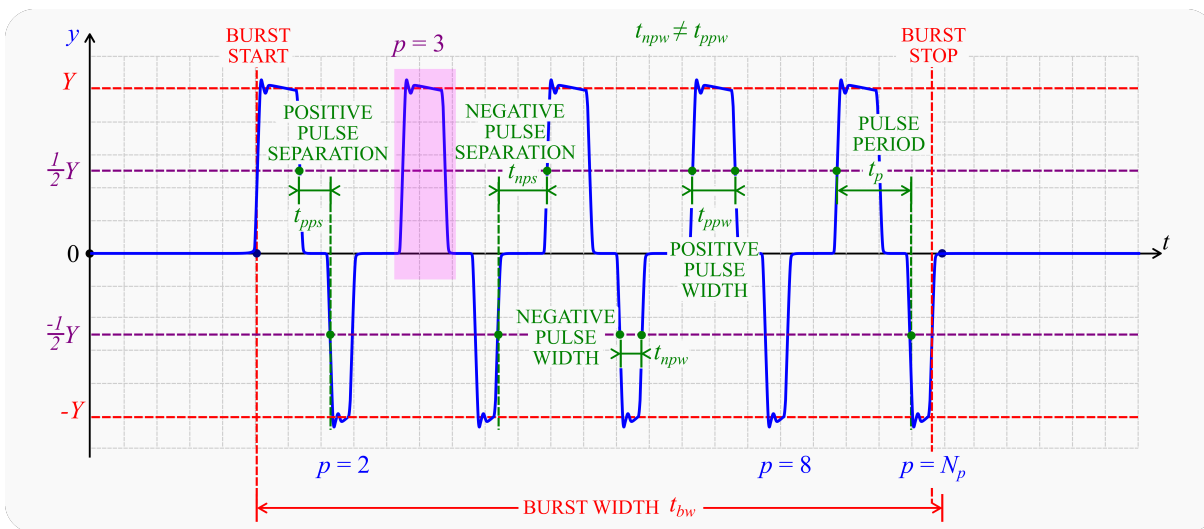 y
BURST
START
p = 3
t_npw ≠ t_ppw
BURST
STOP
Y
POSITIVE
PULSE
SEPARATION
NEGATIVE
PULSE
SEPARATION
PULSE
PERIOD
½Y
t_pps
t_nps
t_ppw
t_p
0
t
POSITIVE
PULSE
WIDTH
-½Y
NEGATIVE
PULSE
WIDTH
t_npw
-Y
p = 2
p = 8
p = N_p
BURST WIDTH t_bw